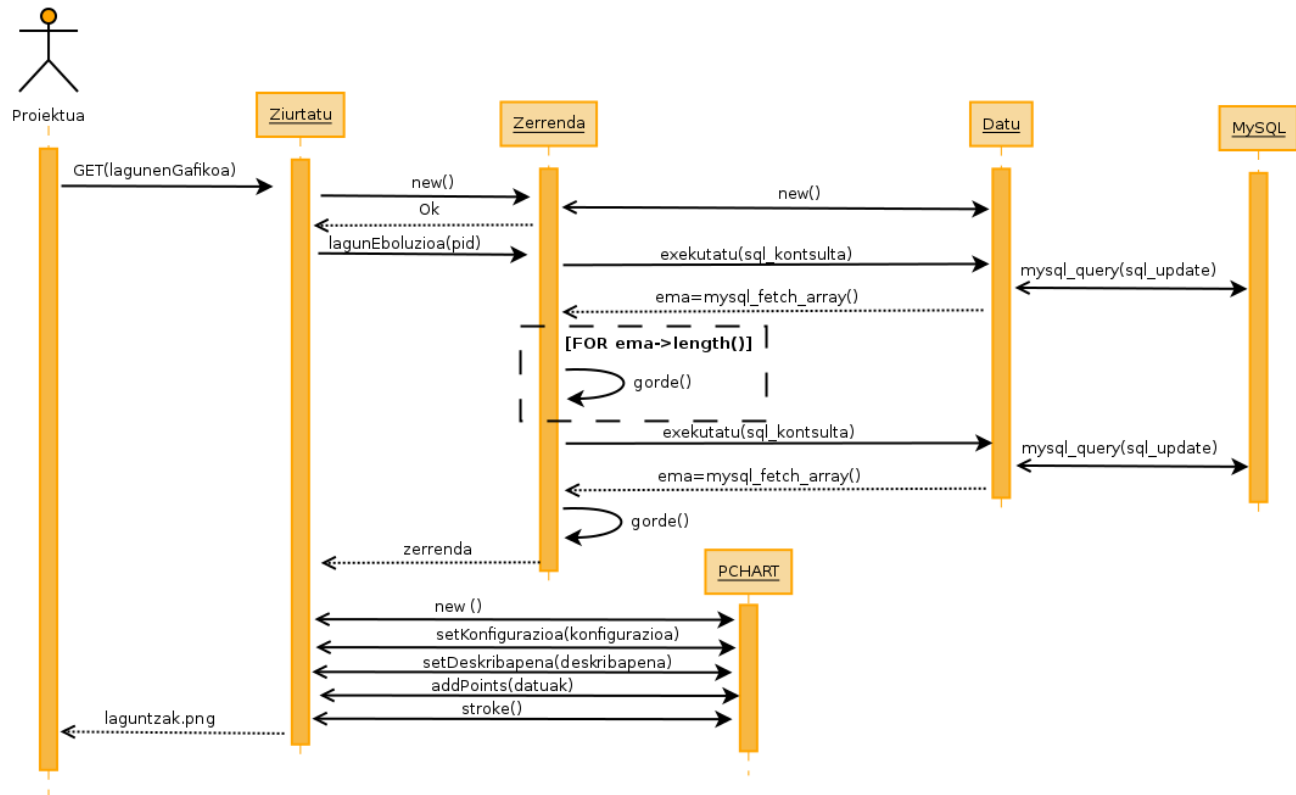 Proiektua
Ziurtatu
Zerrenda
Datu
MySQL
GET(lagunenGafikoa)
new()
new()
Ok
lagunEboluzioa(pid)
exekutatu(sql_kontsulta)
mysql_query(sql_update)
ema=mysql_fetch_array()
[FOR ema->length()]
gorde()
exekutatu(sql_kontsulta)
mysql_query(sql_update)
ema=mysql_fetch_array()
gorde()
zerrenda
PCHART
new ()
setKonfigurazioa(konfigurazioa)
setDeskribapena(deskribapena)
addPoints(datuak)
stroke()
laguntzak.png